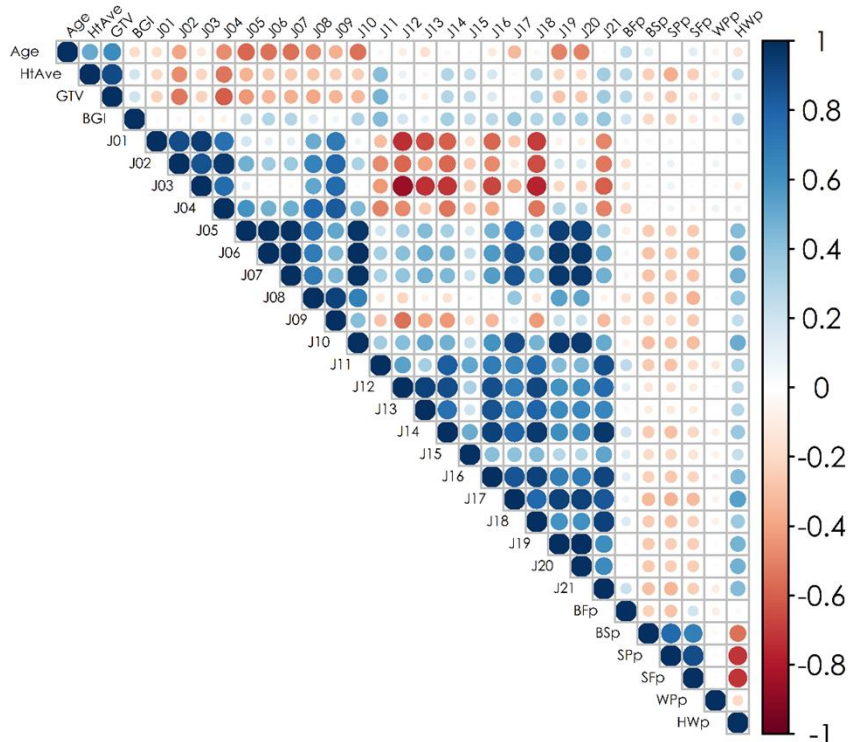 Age
HtAve
GTV
BGI
J01
J02
J03
J04
J05
J06
J07
J08
J09
J10
J11
J12
J13
J14
J15
J16
J17
J18
J19
J20
J21
BFp
BSp
SPp
SFp
WPp
HWp
Age
HtAve
GTV
BGI
J01
J02
J03
J04
J05
J06
J07
J08
J09
J10
J11
J12
J13
J14
J15
J16
J17
J18
J19
J20
J21
BFp
BSp
SPp
SFp
WPp
HWp
1
0.8
0.6
0.4
0.2
0
-0.2
-0.4
-0.6
-0.8
-1